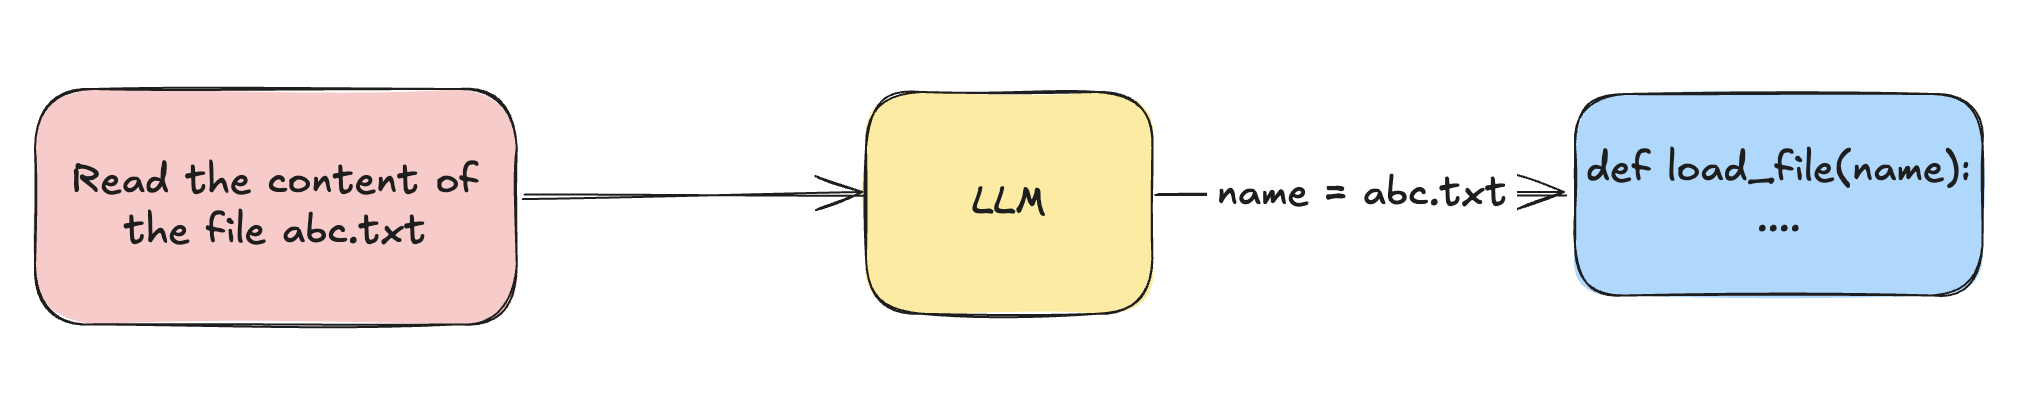 Read the content of
the file abc.txt
LLM
name = abc.txt
def load_file(name):
....